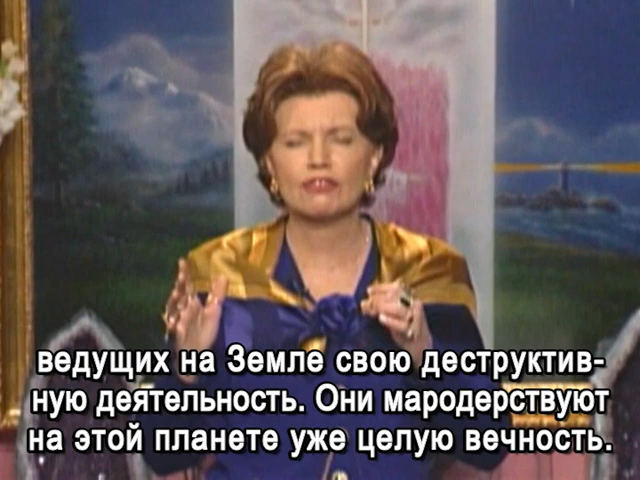 ведущих на Земле свою деструктив-
ную деятельность. Они мародерствуют
на этой планете уже целую вечность.